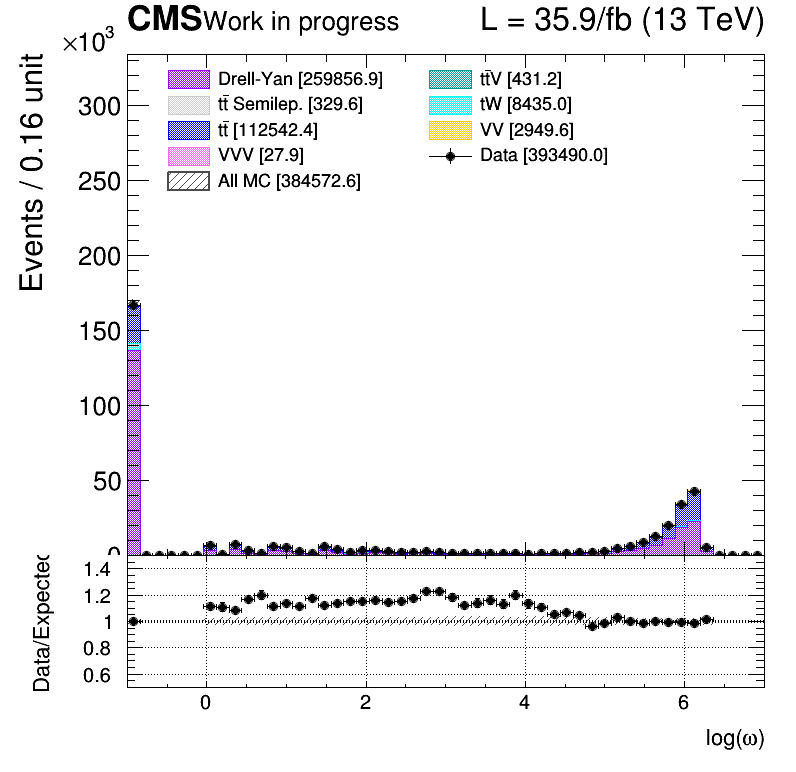 CMS Work in progress L = 35.9/fb (13 TeV)
×10³
Drell-Yan [259856.9] tt̄V [431.2]
tt̄ Semilep. [329.6] tW [8435.0]
tt̄ [112542.4] VV [2949.6]
VVV [27.9] Data [393490.0]
All MC [384572.6]
Events / 0.16 unit
300
250
200
150
100
50
0
Data/Expected
1.4
1.2
1
0.8
0.6
0 2 4 6
log(ω)